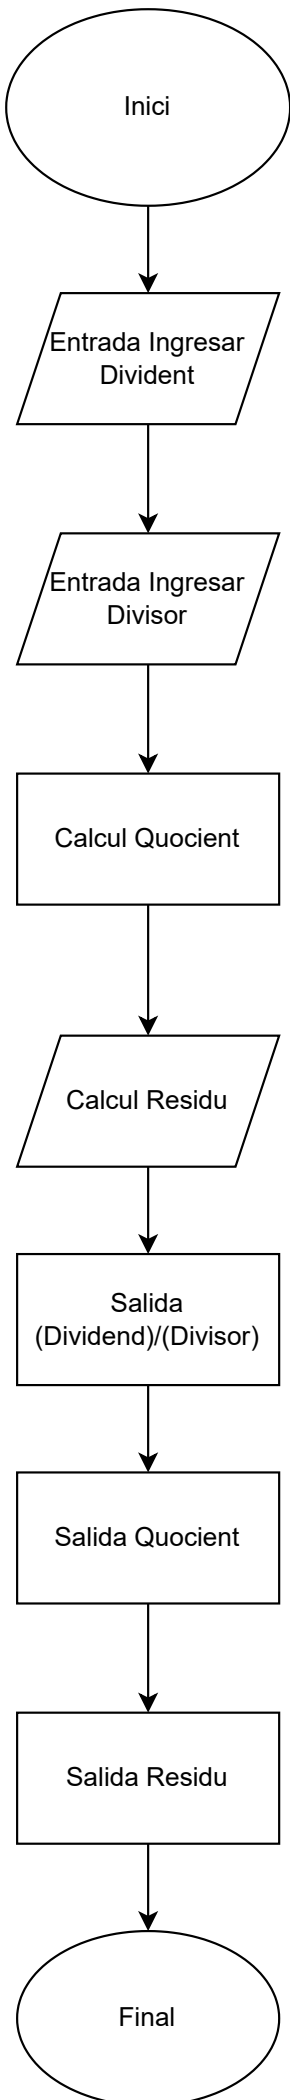 Inici
Entrada Ingresar
Divident
Entrada Ingresar
Divisor
Calcul Quocient
Calcul Residu
Salida
(Dividend)/(Divisor)
Salida Quocient
Salida Residu
Final